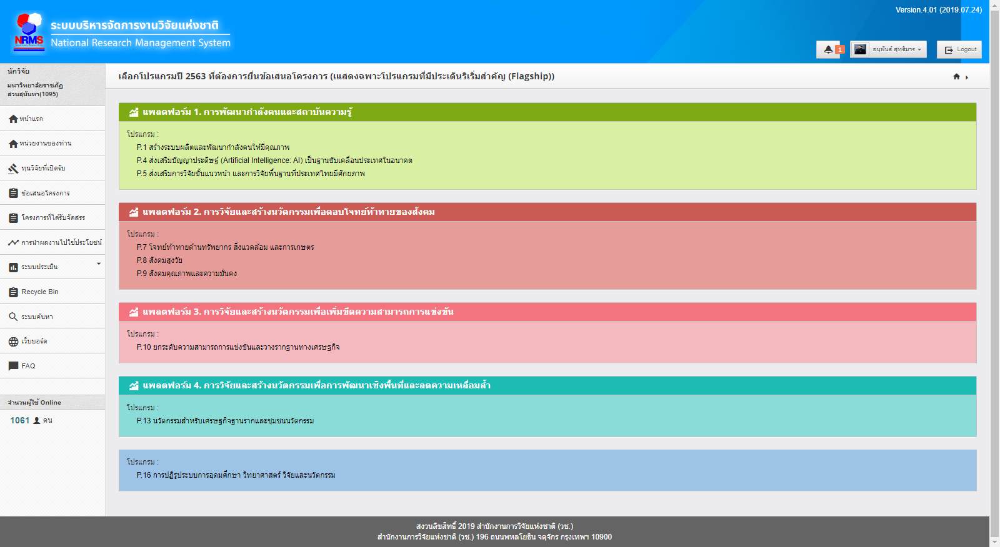 Version.4.01 (2019.07.24)
NRMS
ระบบบริหารจัดการงานวิจัยแห่งชาติ
National Research Management System
1
อนุพันธ์ สุทธิมาร
Logout
นักวิจัย
มหาวิทยาลัยราชภัฏ
สวนสุนันทา(1095)
เลือกโปรแกรมปี 2563 ที่ต้องการยื่นข้อเสนอโครงการ (แสดงฉพาะโปรแกรมที่มีประเด็นริเริ่มสำคัญ (Flagship))
หน้าแรก
หน่วยงานของท่าน
ทุนวิจัยที่เปิดรับ
ข้อเสนอโครงการ
โครงการที่ได้รับจัดสรร
การนำผลงานไปใช้ประโยชน์
ระบบประเมิน
Recycle Bin
ระบบค้นหา
เว็บบอร์ด
FAQ
จำนวนผู้ใช้ Online
1061 คน
แพลตฟอร์ม 1. การพัฒนากำลังคนและสถาบันความรู้
โปรแกรม :
P.1 สร้างระบบผลิตและพัฒนากำลังคนให้มีคุณภาพ
P.4 ส่งเสริมปัญญาประดิษฐ์ (Artificial Intelligence: AI) เป็นฐานขับเคลื่อนประเทศในอนาคต
P.5 ส่งเสริมการวิจัยขั้นแนวหน้า และการวิจัยพื้นฐานที่ประเทศไทยมีศักยภาพ
แพลตฟอร์ม 2. การวิจัยและสร้างนวัตกรรมเพื่อตอบโจทย์ท้าทายของสังคม
โปรแกรม :
P.7 โจทย์ท้าทายด้านทรัพยากร สิ่งแวดล้อม และการเกษตร
P.8 สังคมสูงวัย
P.9 สังคมคุณภาพและความมั่นคง
แพลตฟอร์ม 3. การวิจัยและสร้างนวัตกรรมเพื่อเพิ่มขีดความสามารถการแข่งขัน
โปรแกรม :
P.10 ยกระดับความสามารถการแข่งขันและวางรากฐานทางเศรษฐกิจ
แพลตฟอร์ม 4. การวิจัยและสร้างนวัตกรรมเพื่อการพัฒนาเชิงพื้นที่และลดความเหลื่อมล้ำ
โปรแกรม :
P.13 นวัตกรรมสำหรับเศรษฐกิจฐานรากและชุมชนนวัตกรรม
โปรแกรม :
P.16 การปฏิรูประบบการอุดมศึกษา วิทยาศาสตร์ วิจัยและนวัตกรรม
สงวนลิขสิทธิ์ 2019 สำนักงานการวิจัยแห่งชาติ (วช.)
สำนักงานการวิจัยแห่งชาติ (วช.) 196 ถนนพหลโยธิน จตุจักร กรุงเทพฯ 10900